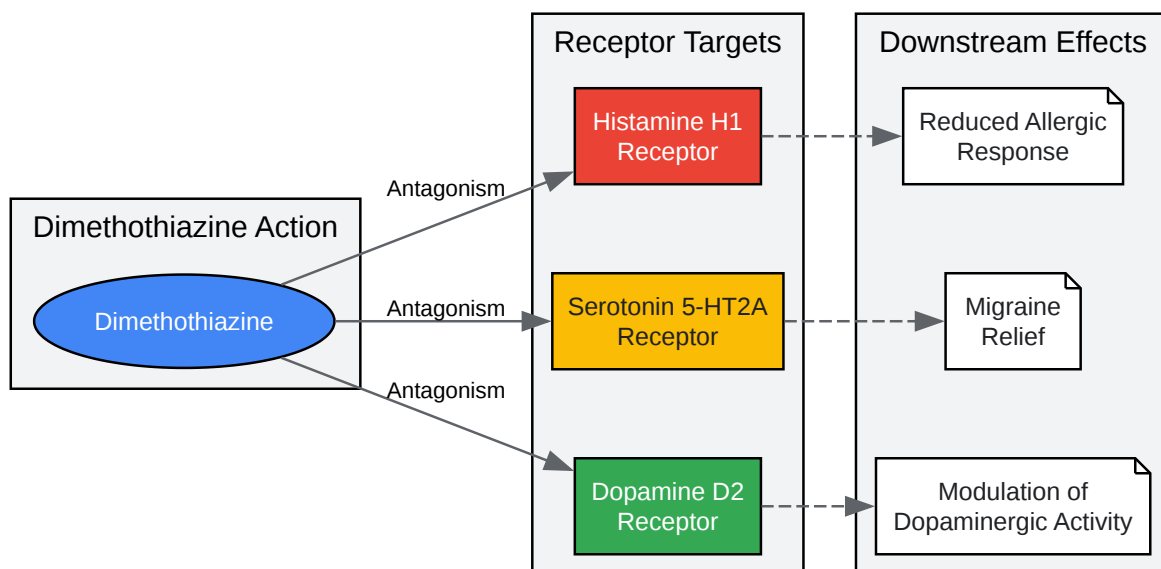 Dimethothiazine Action
Dimethothiazine
Antagonism
Antagonism
Antagonism
Receptor Targets
Histamine H1
Receptor
Serotonin 5-HT2A
Receptor
Dopamine D2
Receptor
Downstream Effects
Reduced Allergic
Response
Migraine
Relief
Modulation of
Dopaminergic Activity